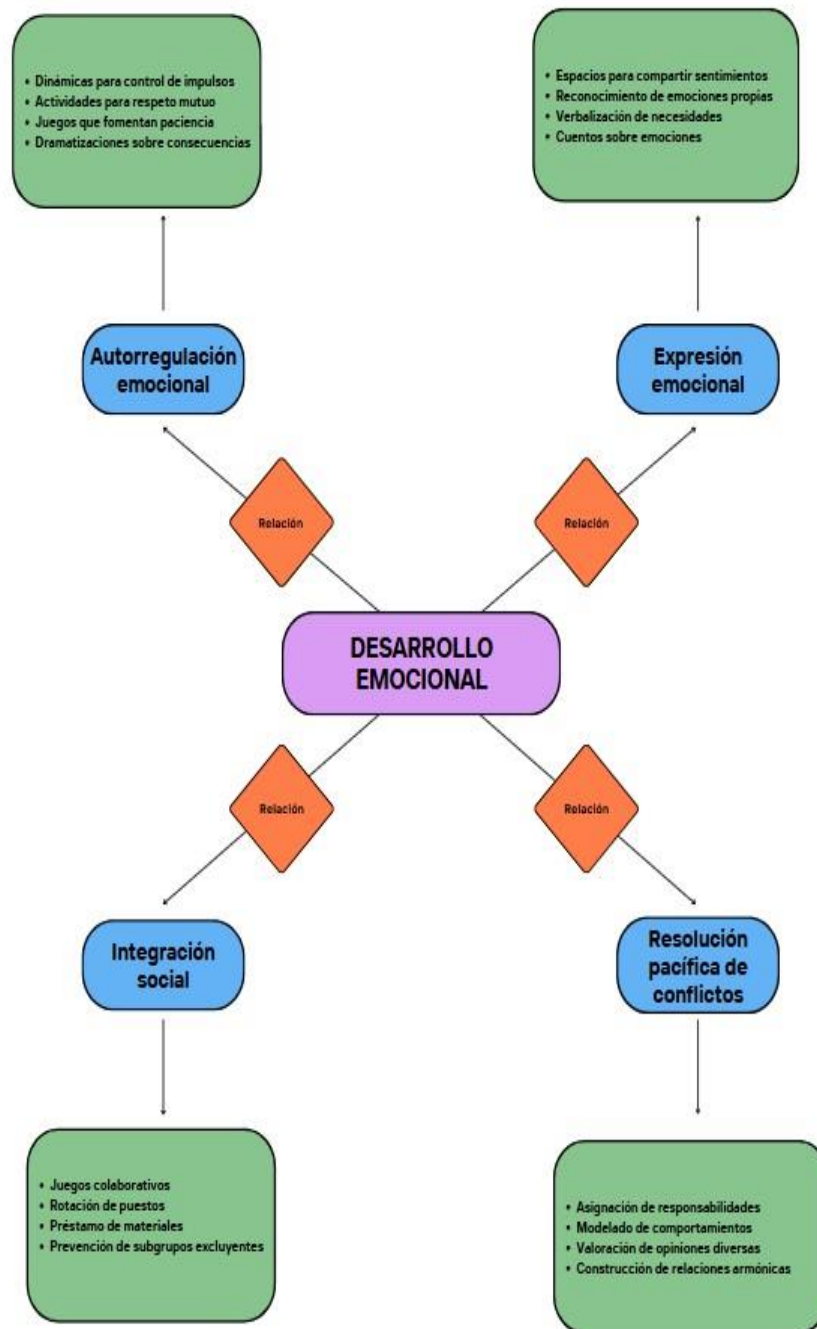 • Dinámicas para control de impulsos
• Actividades para respeto mutuo
• Juegos que fomentan paciencia
• Dramatizaciones sobre consecuencias
• Espacios para compartir sentimientos
• Reconocimiento de emociones propias
• Verbalización de necesidades
• Cuentos sobre emociones
Autorregulación
emocional
Expresión
emocional
Relación
Relación
DESARROLLO
EMOCIONAL
Relación
Relación
Integración
social
Resolución
pacífica de
conflictos
• Juegos colaborativos
• Rotación de puestos
• Préstamo de materiales
• Prevención de subgrupos excluyentes
• Asignación de responsabilidades
• Modelado de comportamientos
• Valoración de opiniones diversas
• Construcción de relaciones armónicas